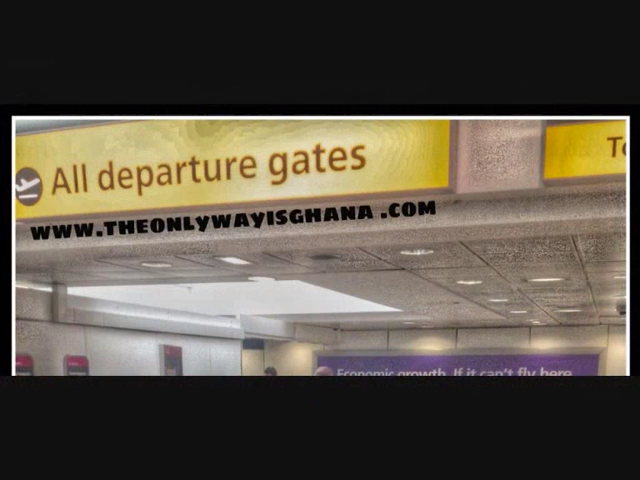 All departure gates
T
www.THEONLYWAYISGHANA .COM
Economic growth. If it can't fly here